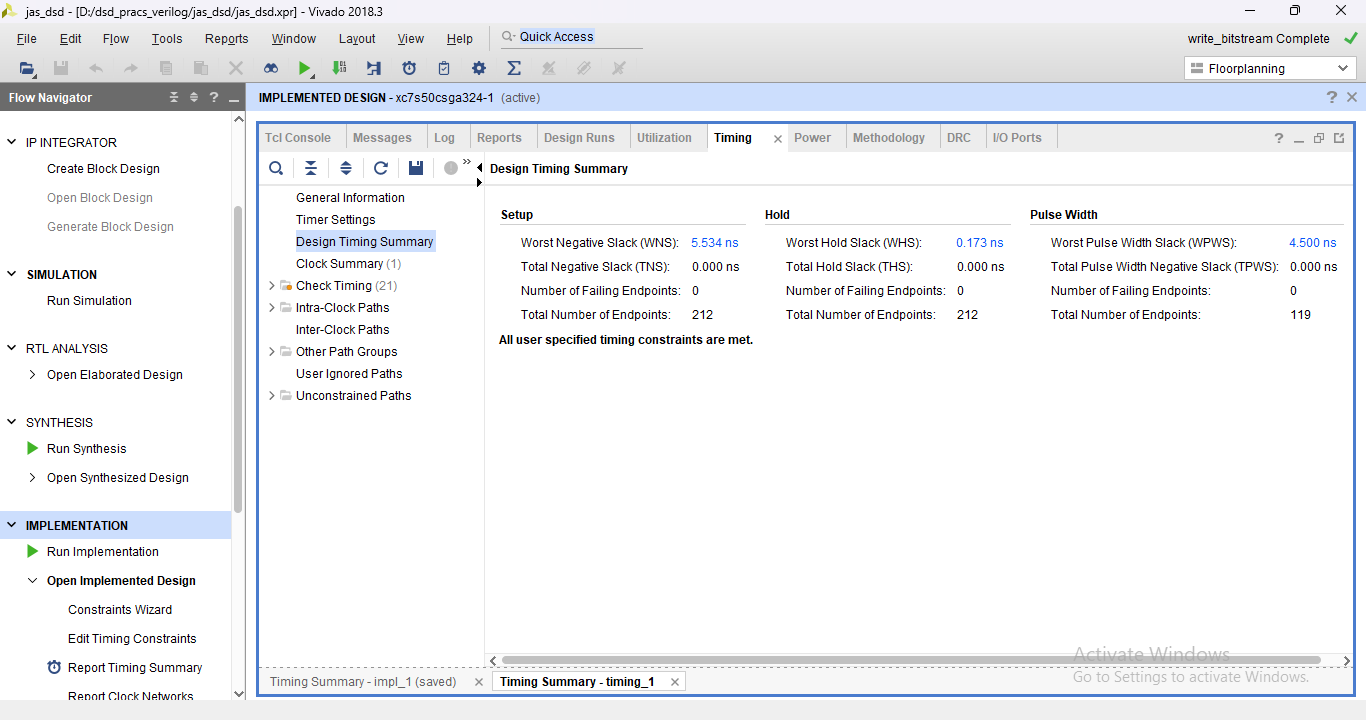 jas_dsd - [D:/dsd_pracs_verilog/jas_dsd/jas_dsd.xpr] - Vivado 2018.3
File Edit Flow Tools Reports Window Layout View Help Quick Access write_bitstream Complete
Floorplanning
Flow Navigator
IP INTEGRATOR
Create Block Design
Open Block Design
Generate Block Design
SIMULATION
Run Simulation
RTL ANALYSIS
Open Elaborated Design
SYNTHESIS
Run Synthesis
Open Synthesized Design
IMPLEMENTATION
Run Implementation
Open Implemented Design
Constraints Wizard
Edit Timing Constraints
Report Timing Summary
Report Clock Networks
IMPLEMENTED DESIGN - xc7s50csga324-1 (active)
Tcl Console Messages Log Reports Design Runs Utilization Timing Power Methodology DRC I/O Ports
General Information
Timer Settings
Design Timing Summary
Clock Summary (1)
Check Timing (21)
Intra-Clock Paths
Inter-Clock Paths
Other Path Groups
User Ignored Paths
Unconstrained Paths
Design Timing Summary
Setup Hold Pulse Width
Worst Negative Slack (WNS): 5.534 ns Worst Hold Slack (WHS): 0.173 ns Worst Pulse Width Slack (WPWS): 4.500 ns
Total Negative Slack (TNS): 0.000 ns Total Hold Slack (THS): 0.000 ns Total Pulse Width Negative Slack (TPWS): 0.000 ns
Number of Failing Endpoints: 0 Number of Failing Endpoints: 0 Number of Failing Endpoints: 0
Total Number of Endpoints: 212 Total Number of Endpoints: 212 Total Number of Endpoints: 119
All user specified timing constraints are met.
Activate Windows
Go to Settings to activate Windows.
Timing Summary - impl_1 (saved) Timing Summary - timing_1